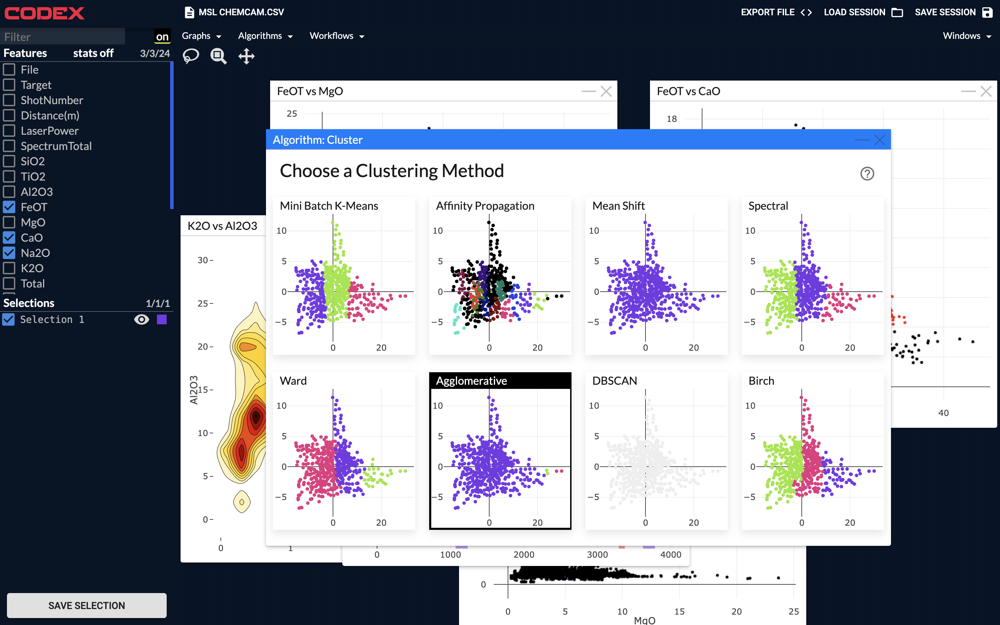 CODEX
MSL CHEMCAM.CSV
EXPORT FILE
LOAD SESSION
SAVE SESSION
Filter
on
Graphs
Algorithms
Workflows
Windows
Features
stats off
3/3/24
File
Target
ShotNumber
Distance(m)
LaserPower
SpectrumTotal
SiO2
TiO2
Al2O3
FeOT
MgO
CaO
Na2O
K2O
Total
Selections
1/1/1
Selection 1
SAVE SELECTION
FeOT vs MgO
25
FeOT vs CaO
18
40
K2O vs Al2O3
30
25
20
15
10
5
0
Al2O3
0
1
Algorithm: Cluster
Choose a Clustering Method
?
Mini Batch K-Means
10
5
0
−5
0
20
Affinity Propagation
10
5
0
−5
0
20
Mean Shift
10
5
0
−5
0
20
Spectral
10
5
0
−5
0
20
Ward
10
5
0
−5
0
20
Agglomerative
10
5
0
−5
0
20
DBSCAN
10
5
0
−5
0
20
Birch
10
5
0
−5
0
20
0
1000
2000
3000
4000
0
0
5
10
15
20
25
MgO